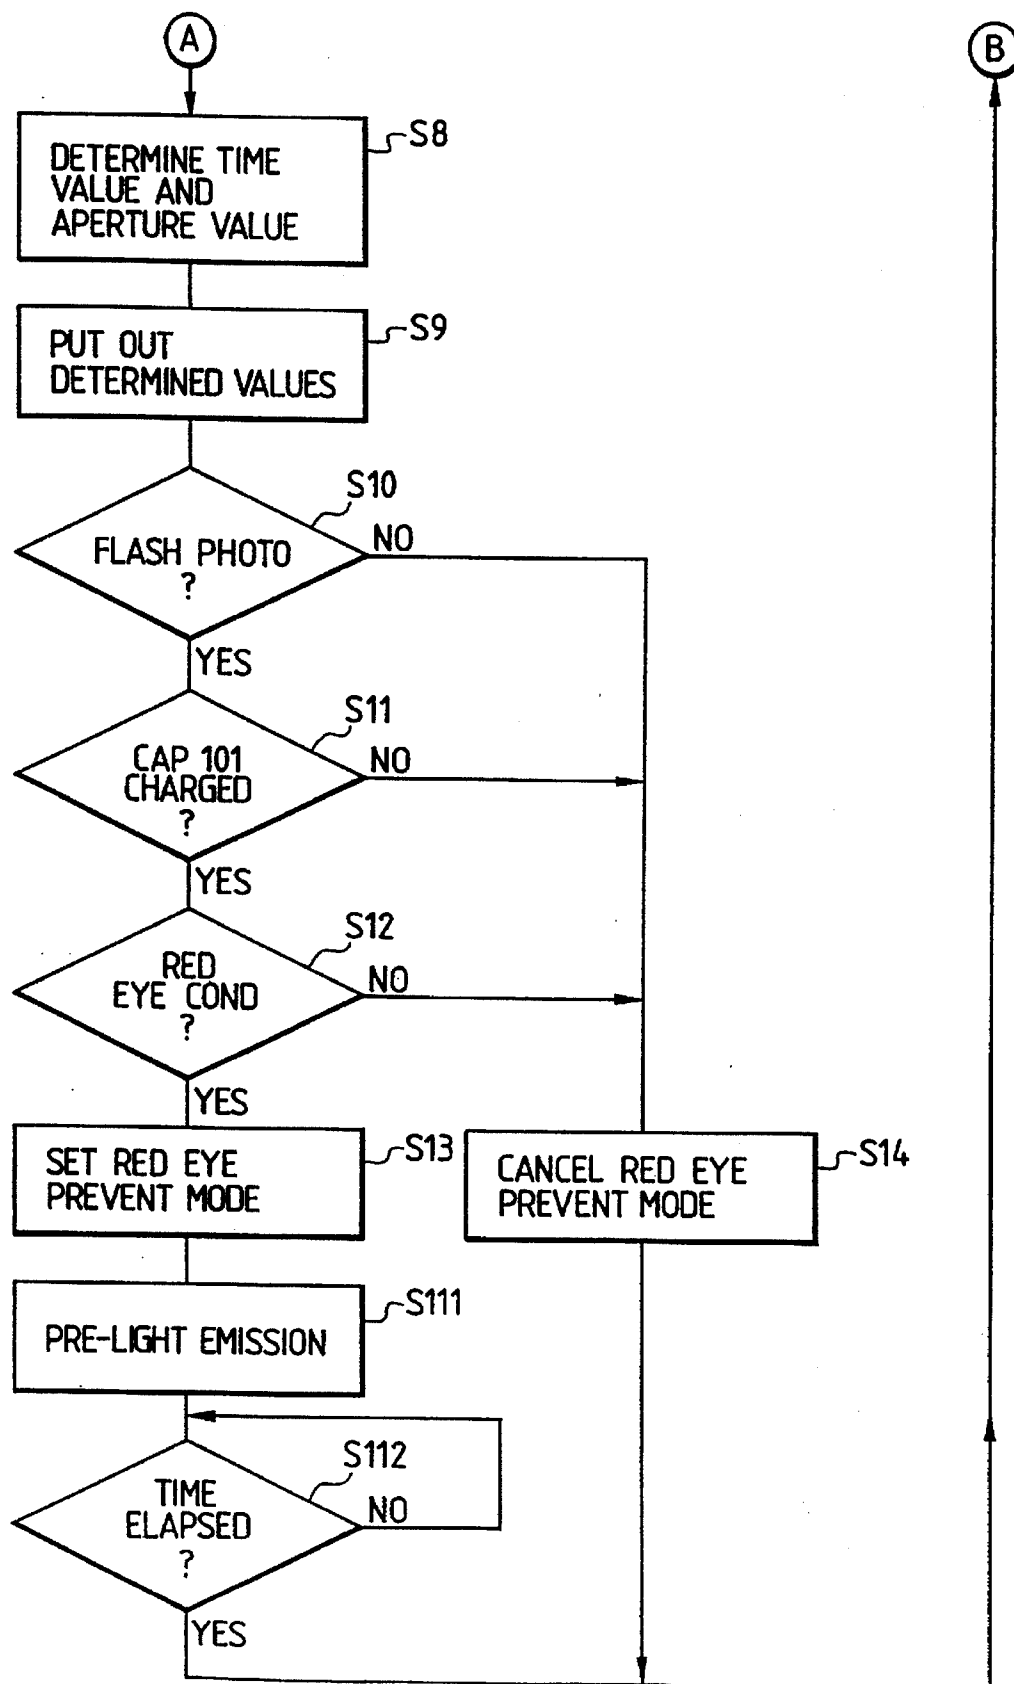 A
B
S8
DETERMINE TIME
VALUE AND
APERTURE VALUE
S9
PUT OUT
DETERMINED VALUES
S10
FLASH PHOTO
?
NO
YES
S11
CAP 101
CHARGED
?
NO
YES
S12
RED
EYE COND
?
NO
YES
S13
SET RED EYE
PREVENT MODE
S14
CANCEL RED EYE
PREVENT MODE
S111
PRE-LIGHT EMISSION
S112
TIME
ELAPSED
?
NO
YES